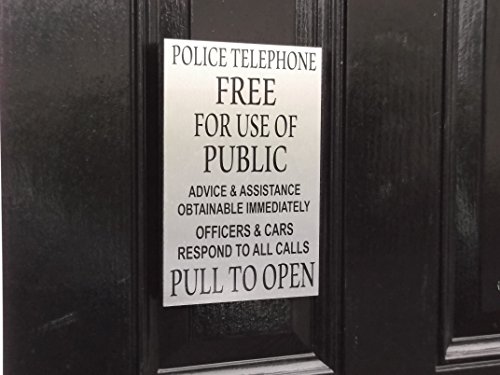 POLICE TELEPHONE
FREE
FOR USE OF
PUBLIC
ADVICE & ASSISTANCE
OBTAINABLE IMMEDIATELY
OFFICERS & CARS
RESPOND TO ALL CALLS
PULL TO OPEN